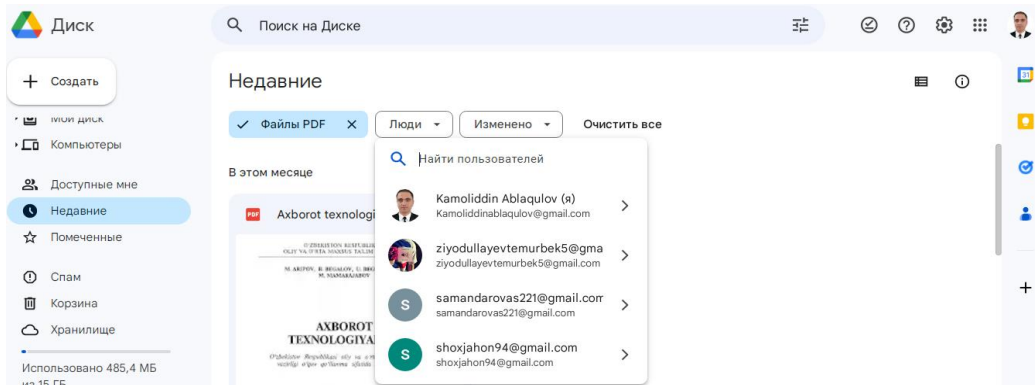 Диск
Поиск на Диске
Создать
Недавние
Мой диск
Файлы PDF
Люди
Изменено
Очистить все
Компьютеры
Найти пользователей
В этом месяце
Доступные мне
Kamoliddin Ablaqulov (я)
Kamoliddinablaqulov@gmail.com
Недавние
PDF
Axborot texnologi
Помеченные
ziyodullayevtemurbek5@gma
ziyodullayevtemurbek5@gmail.com
Спам
Корзина
S
samandarovas221@gmail.com
samandarovas221@gmail.com
Хранилище
AXBOROT
TEXNOLOGIYA
S
shoxjahon94@gmail.com
shoxjahon94@gmail.com
Использовано 485,4 МБ
из 15 ГБ
31